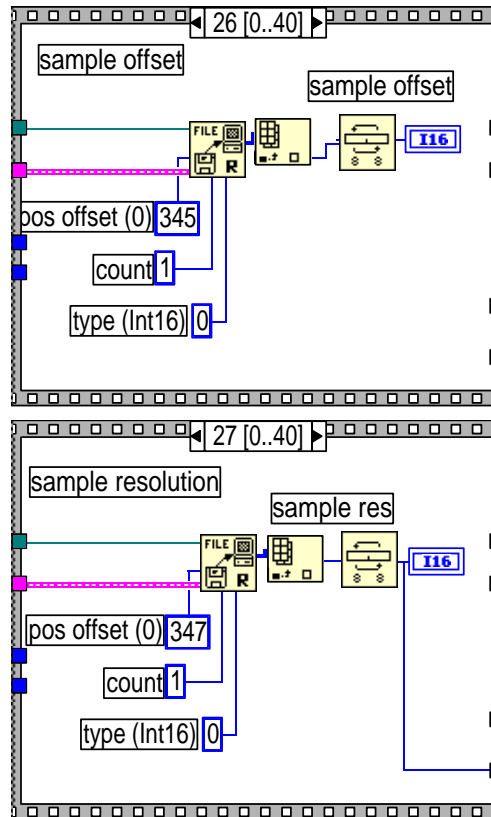 26 [0..40]
sample offset
sample offset
FILE
R
I16
pos offset (0) 345
count 1
type (Int16) 0
27 [0..40]
sample resolution
sample res
FILE
R
I16
pos offset (0) 347
count 1
type (Int16) 0